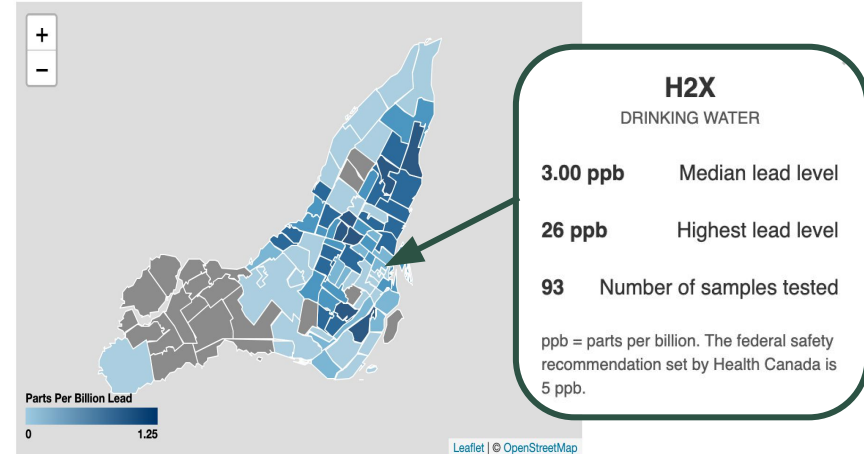 +
−
Parts Per Billion Lead
0 1.25
Leaflet | © OpenStreetMap
H2X
DRINKING WATER
3.00 ppb Median lead level
26 ppb Highest lead level
93 Number of samples tested
ppb = parts per billion. The federal safety
recommendation set by Health Canada is
5 ppb.